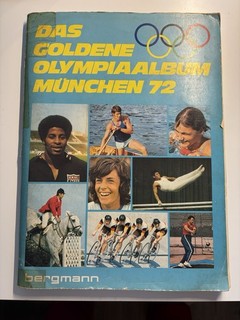 DAS
GOLDENE
OLYMPIAALBUM
MÜNCHEN 72
bergmann